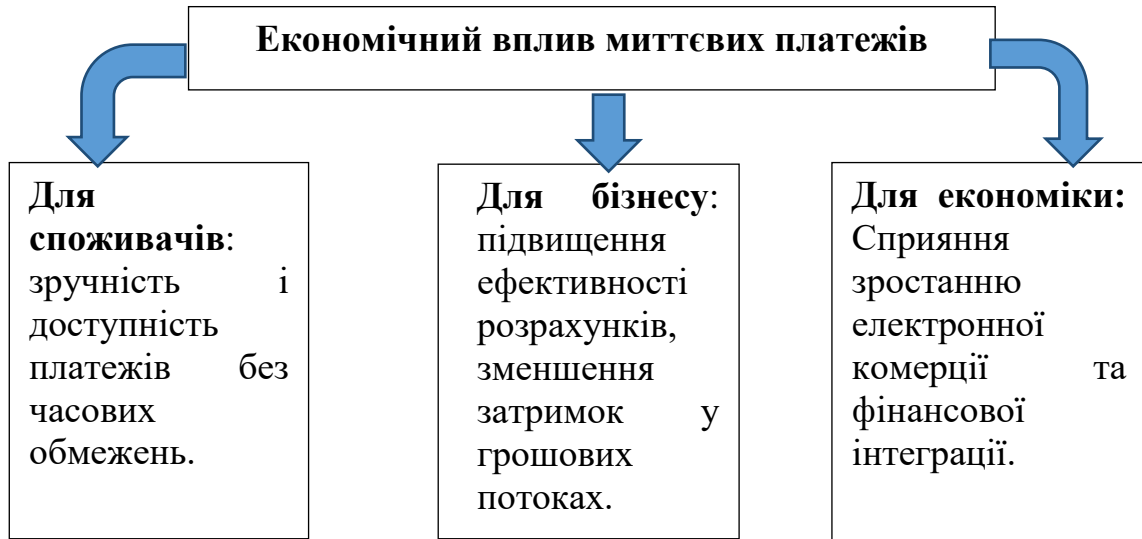 Економічний вплив миттєвих платежів
Для
споживачів:
зручність і
доступність
платежів без
часових
обмежень.
Для бізнесу:
підвищення
ефективності
розрахунків,
зменшення
затримок у
грошових
потоках.
Для економіки:
Сприяння
зростанню
електронної
комерції та
фінансової
інтеграції.